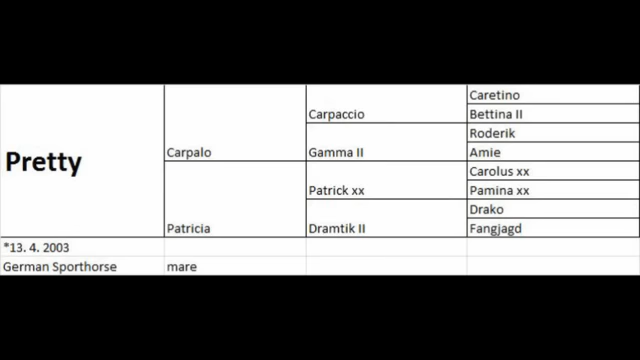 Caretino
Carpaccio Bettina II
Roderik
Pretty Carpalo Gamma II Amie
Carolus xx
Patrick xx Pamina xx
Drako
Patricia Dramtik II Fangjagd
*13. 4. 2003
German Sporthorse mare